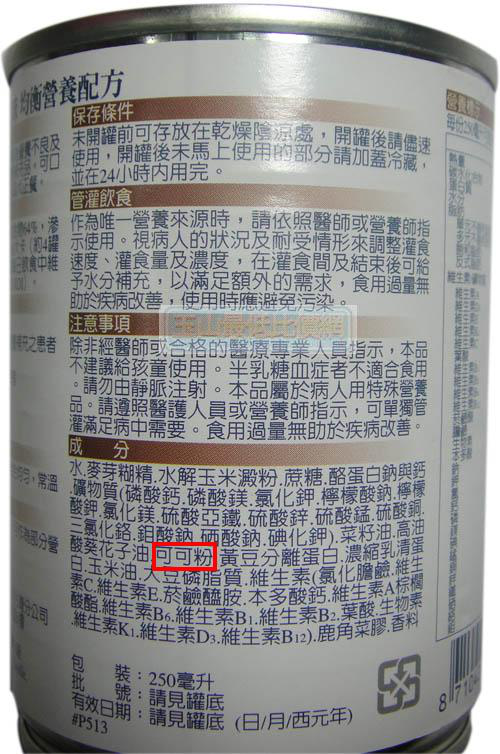 均衡營養配方
保存條件
未開罐前可存放在乾燥陰涼處，開罐後請儘速
使用，開罐後未馬上使用的部分請加蓋冷藏，
並在24小時內用完。
管灌飲食
作為唯一營養來源時，請依照醫師或營養師指
示使用。視病人的狀況及耐受情形來調整灌食
速度、灌食量及濃度，在灌食間及結束後可給
予水分補充，以滿足額外的需求，食用過量無
助於疾病改善，使用時應避免污染。
注意事項
除非經醫師或合格的醫療專業人員指示，本品
不建議給孩童使用。半乳糖血症者不適合食用
。請勿由靜脈注射。本品屬於病人用特殊營養
品。請遵照醫護人員或營養師指示，可單獨管
灌滿足病中需要。食用過量無助於疾病改善。
成 分
水.麥芽糊精.水解玉米澱粉.蔗糖.酪蛋白鈉與鈣
.礦物質(磷酸鈣.磷酸鎂.氯化鉀.檸檬酸鈉.檸檬
酸鉀.氯化鎂.硫酸亞鐵.硫酸鋅.硫酸錳.硫酸銅.
三氯化鉻.鉬酸鈉.硒酸鈉.碘化鉀).菜籽油.高油
酸葵花子油.可可粉.黃豆分離蛋白.濃縮乳清蛋
白.玉米油.大豆磷脂質.維生素(氯化膽鹼.維生
素C.維生素E.菸鹼醯胺.本多酸鈣.維生素A棕櫚
酸酯.維生素B6.維生素B1.維生素B2.葉酸.生物素
.維生素K1.維生素D3.維生素B12).鹿角菜膠.香料
包 裝：250毫升
批 號：請見罐底
有效日期：請見罐底 (日/月/西元年)
#P513
營養標示
每份250毫升
熱量